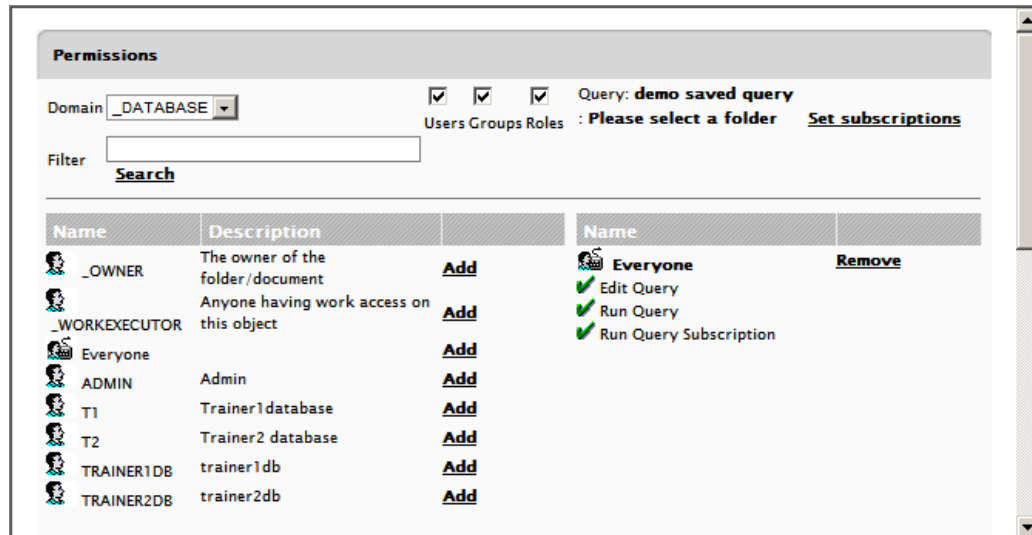 Permissions
Domain _DATABASE
Users Groups Roles
Query: demo saved query
: Please select a folder Set subscriptions
Filter
Search
Name Description
_OWNER The owner of the folder/document Add
_WORKEXECUTOR Anyone having work access on this object Add
Everyone Add
ADMIN Admin Add
T1 Trainer1database Add
T2 Trainer2 database Add
TRAINER1DB trainer1db Add
TRAINER2DB trainer2db Add
Name
Everyone Remove
Edit Query
Run Query
Run Query Subscription